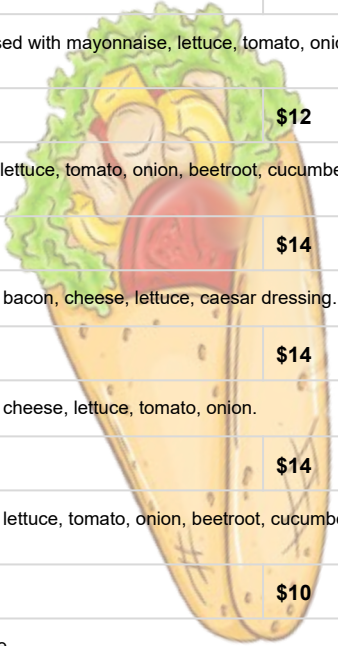 sed with mayonnaise, lettuce, tomato, onio
$12
lettuce, tomato, onion, beetroot, cucumbe
$14
bacon, cheese, lettuce, caesar dressing.
$14
cheese, lettuce, tomato, onion.
$14
lettuce, tomato, onion, beetroot, cucumbe
$10